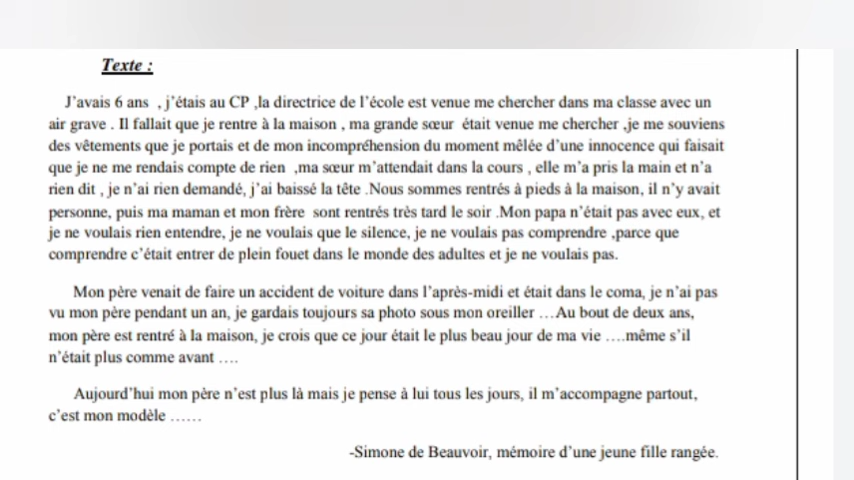 Texte :
J'avais 6 ans , j'étais au CP ,la directrice de l'école est venue me chercher dans ma classe avec un
air grave . Il fallait que je rentre à la maison , ma grande sœur était venue me chercher ,je me souviens
des vêtements que je portais et de mon incompréhension du moment mêlée d'une innocence qui faisait
que je ne me rendais compte de rien ,ma sœur m'attendait dans la cours , elle m'a pris la main et n'a
rien dit , je n'ai rien demandé, j'ai baissé la tête .Nous sommes rentrés à pieds à la maison, il n'y avait
personne, puis ma maman et mon frère sont rentrés très tard le soir .Mon papa n'était pas avec eux, et
je ne voulais rien entendre, je ne voulais que le silence, je ne voulais pas comprendre ,parce que
comprendre c'était entrer de plein fouet dans le monde des adultes et je ne voulais pas.
Mon père venait de faire un accident de voiture dans l'après-midi et était dans le coma, je n'ai pas
vu mon père pendant un an, je gardais toujours sa photo sous mon oreiller …Au bout de deux ans,
mon père est rentré à la maison, je crois que ce jour était le plus beau jour de ma vie ….même s'il
n'était plus comme avant ….
Aujourd'hui mon père n'est plus là mais je pense à lui tous les jours, il m'accompagne partout,
c'est mon modèle ……
-Simone de Beauvoir, mémoire d'une jeune fille rangée.